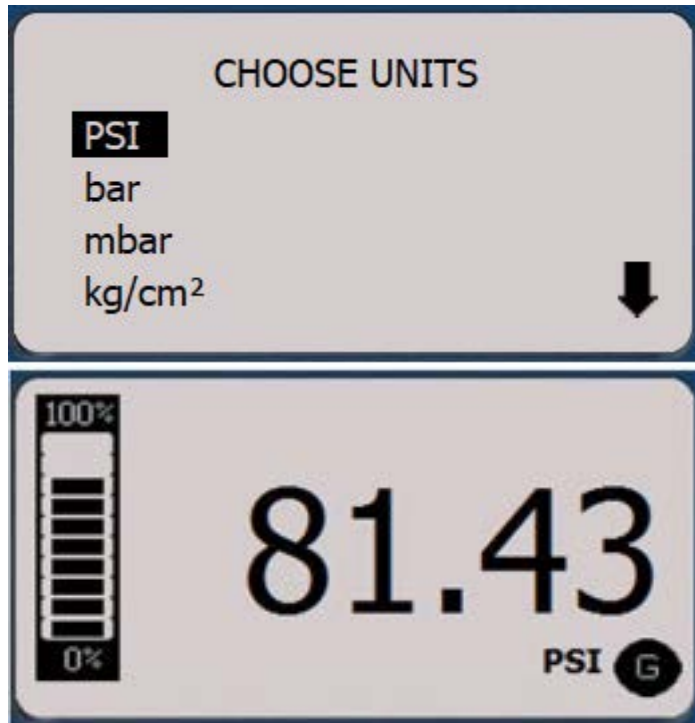 CHOOSE UNITS
PSI
bar
mbar
kg/cm²
100%
81.43
0%
PSI G